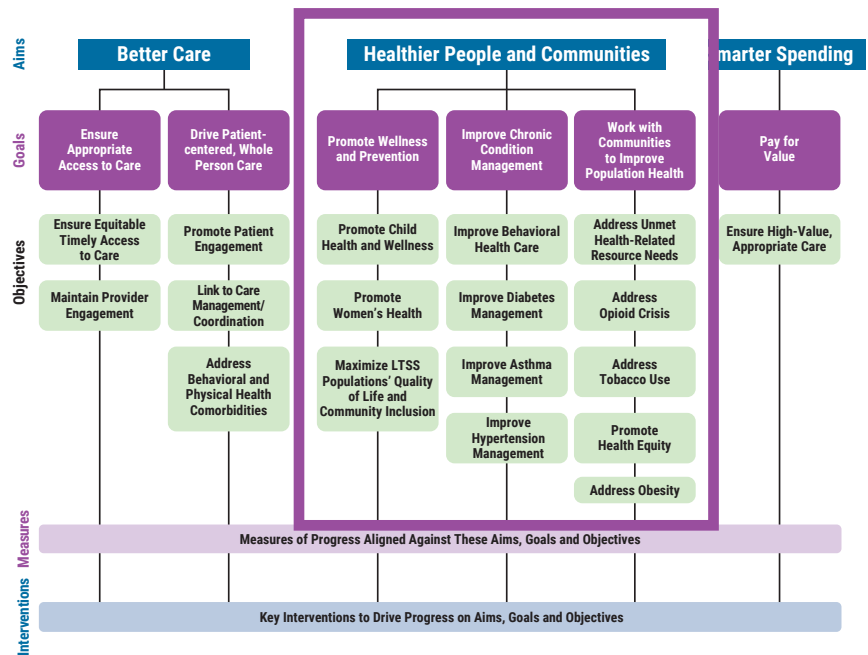 Aims
Better Care
Healthier People and Communities
marter Spending
Goals
Ensure
Appropriate
Access to Care
Drive Patient-
centered, Whole
Person Care
Promote Wellness
and Prevention
Improve Chronic
Condition
Management
Work with
Communities
to Improve
Population Health
Pay for
Value
Objectives
Ensure Equitable
Timely Access
to Care
Maintain Provider
Engagement
Promote Patient
Engagement
Link to Care
Management/
Coordination
Address
Behavioral and
Physical Health
Comorbidities
Promote Child
Health and Wellness
Promote
Women's Health
Maximize LTSS
Populations' Quality
of Life and
Community Inclusion
Improve Behavioral
Health Care
Improve Diabetes
Management
Improve Asthma
Management
Improve
Hypertension
Management
Address Unmet
Health-Related
Resource Needs
Address
Opioid Crisis
Address
Tobacco Use
Promote
Health Equity
Address Obesity
Ensure High-Value,
Appropriate Care
Measures
Measures of Progress Aligned Against These Aims, Goals and Objectives
Interventions
Key Interventions to Drive Progress on Aims, Goals and Objectives